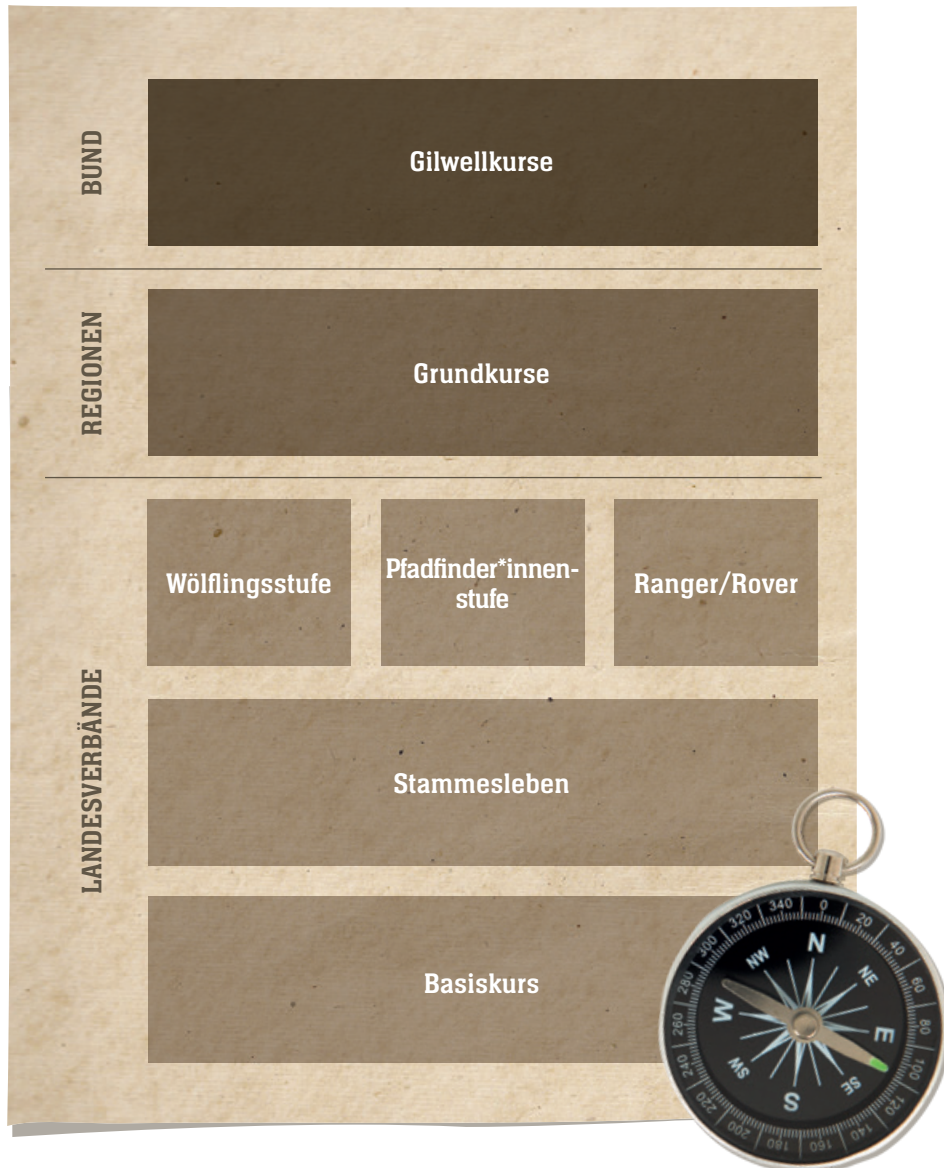 BUND
Gilwellkurse
REGIONEN
Grundkurse
LANDESVERBÄNDE
Wölflingsstufe
Pfadfinder*innen-
stufe
Ranger/Rover
Stammesleben
Basiskurs
0
20
40
60
80
100
120
140
160
180
200
220
240
260
280
300
320
340
N
NE
E
SE
S
SW
W
NW